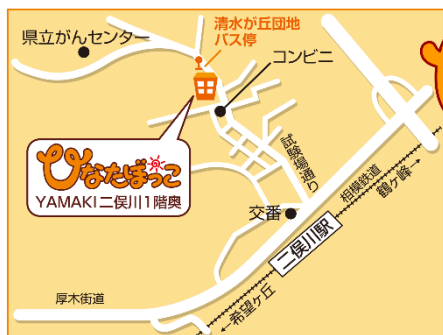 清水が丘団地
バス停
県立がんセンター
コンビニ
ひなたぼっこ
YAMAKI二俣川1階奥
試験場通り
相模鉄道
鶴ケ峰→
交番
二俣川駅
厚木街道
←希望ケ丘